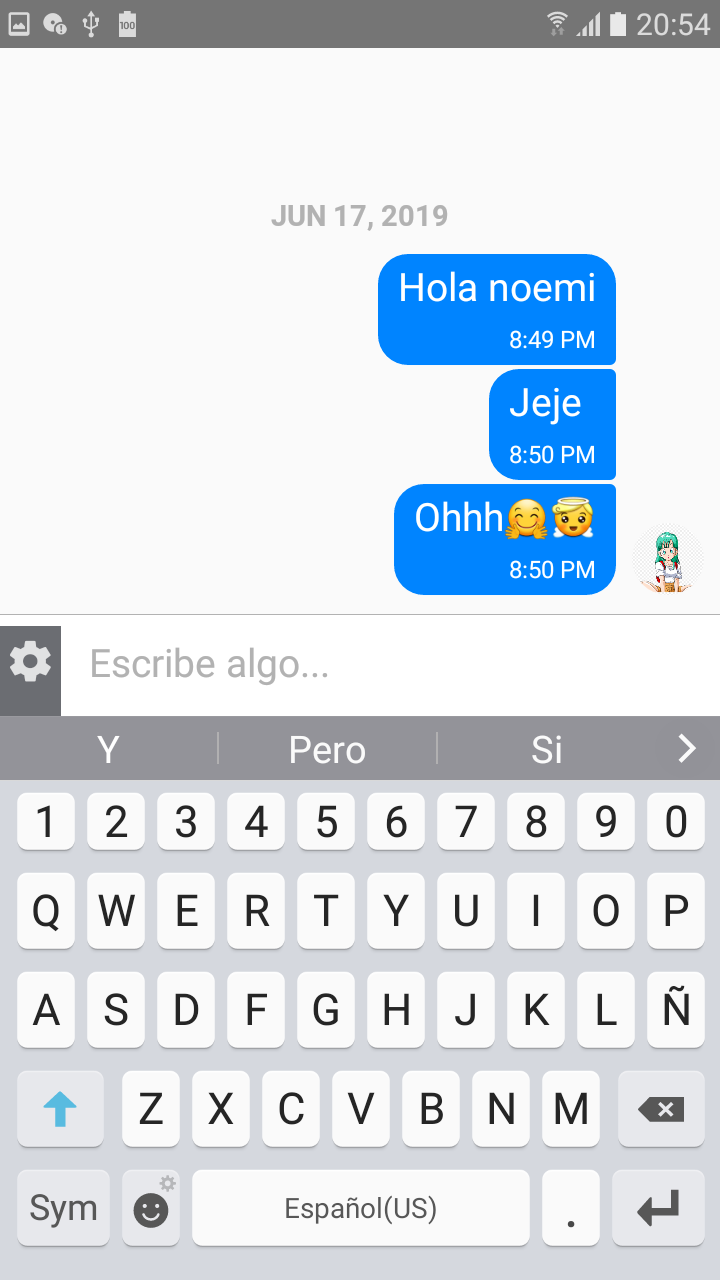 100 20:54
JUN 17, 2019
Hola noemi
8:49 PM
Jeje
8:50 PM
Ohhh🤗😇
8:50 PM
Escribe algo...
Y Pero Si
1 2 3 4 5 6 7 8 9 0
Q W E R T Y U I O P
A S D F G H J K L Ñ
Z X C V B N M
Sym Español(US) .